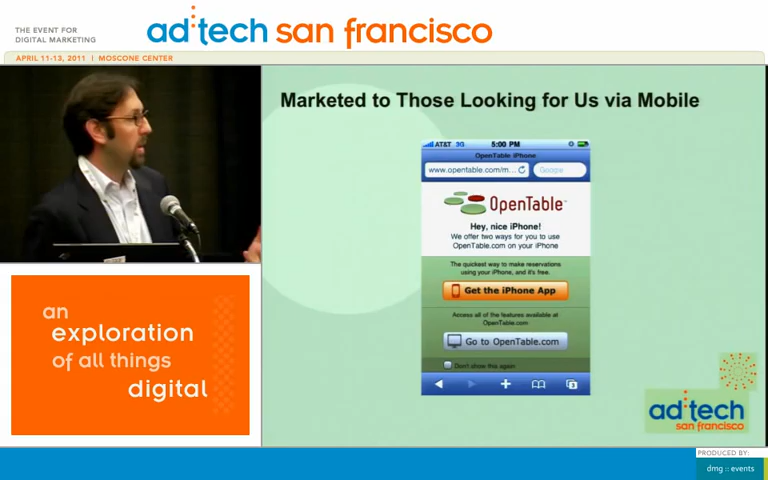 THE EVENT FOR
DIGITAL MARKETING
ad:tech san francisco
APRIL 11-13, 2011 | MOSCONE CENTER
Marketed to Those Looking for Us via Mobile
AT&T 3G 5:00 PM
OpenTable iPhone
www.opentable.com/m... Google
OpenTable
Hey, nice iPhone!
We offer two ways for you to use
OpenTable.com on your iPhone
The quickest way to make reservations
using your iPhone, and it's free.
Get the iPhone App
Access all of the features available at
OpenTable.com
Go to OpenTable.com
Don't show this again
an
exploration
of all things
digital
ad:tech
san francisco
PRODUCED BY:
dmg :: events